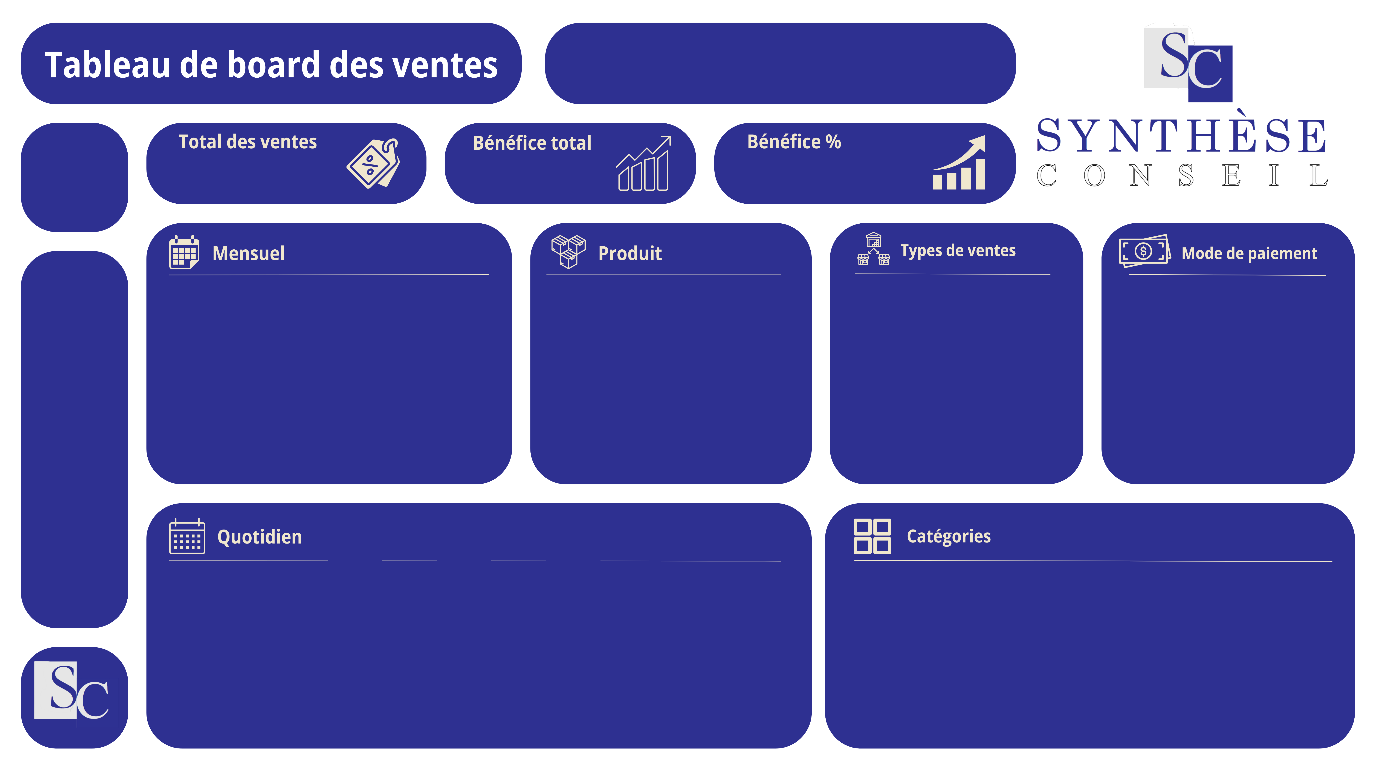 Tableau de board des ventes
SC
SYNTHÈSE
CONSEIL
Total des ventes
%
Bénéfice total
Bénéfice %
Mensuel
Produit
Types de ventes
$
Mode de paiement
Quotidien
Catégories
SC